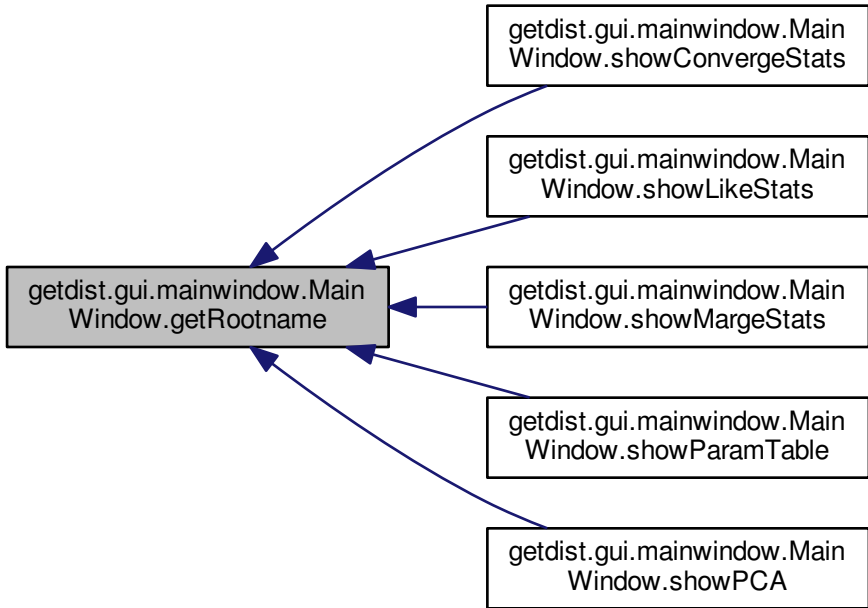 getdist.gui.mainwindow.Main
Window.showConvergeStats
getdist.gui.mainwindow.Main
Window.showLikeStats
getdist.gui.mainwindow.Main
Window.getRootname
getdist.gui.mainwindow.Main
Window.showMargeStats
getdist.gui.mainwindow.Main
Window.showParamTable
getdist.gui.mainwindow.Main
Window.showPCA